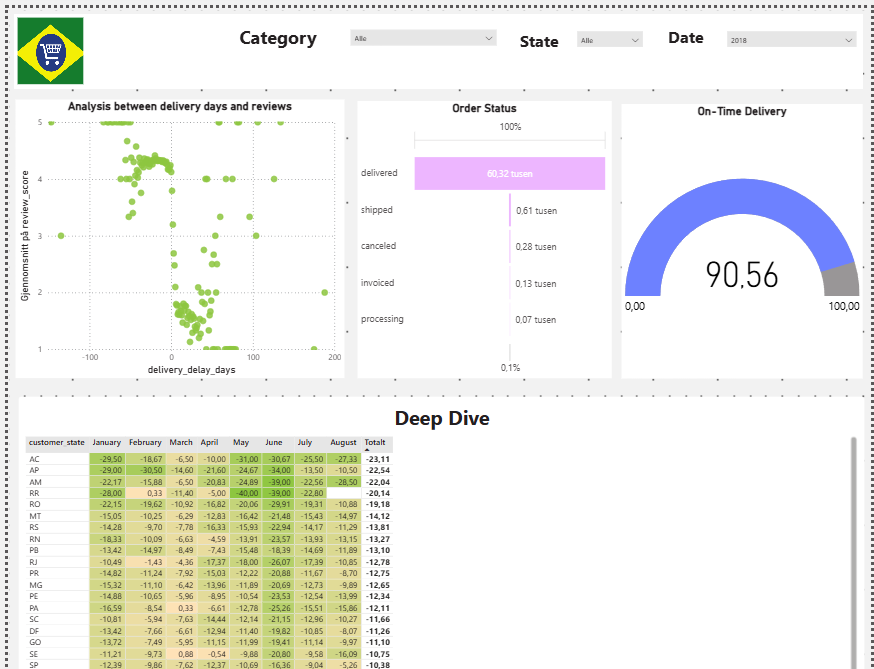 Category Alle State Alle Date 2018
Analysis between delivery days and reviews
Gjennomsnitt på review_score
5
4
3
2
1
-100 0 100 200
delivery_delay_days
Order Status
100%
delivered 60,32 tusen
shipped 0,61 tusen
canceled 0,28 tusen
invoiced 0,13 tusen
processing 0,07 tusen
0,1%
On-Time Delivery
90,56
0,00 100,00
Deep Dive
customer_state January February March April May June July August Totalt
AC -29,50 -18,67 -6,50 -10,00 -31,00 -30,67 -25,50 -27,33 -23,11
AP -29,00 -30,50 -14,60 -21,60 -24,67 -34,00 -13,50 -10,50 -22,54
AM -22,17 -15,88 -6,50 -20,83 -24,89 -39,00 -22,56 -28,50 -22,04
RR -28,00 0,33 -11,40 -5,00 -40,00 -39,00 -22,80 -20,14
RO -22,15 -19,62 -10,92 -16,82 -20,06 -29,91 -19,31 -10,88 -19,18
MT -15,05 -10,25 -6,29 -12,83 -16,42 -21,48 -15,43 -14,97 -14,12
RS -14,28 -9,70 -7,78 -16,33 -15,93 -22,94 -14,17 -11,29 -13,81
RN -18,33 -10,09 -6,63 -4,59 -13,91 -23,57 -13,93 -13,15 -13,27
PB -13,42 -14,97 -8,49 -7,43 -15,48 -18,39 -14,69 -11,89 -13,10
RJ -10,49 -1,43 -4,36 -17,37 -18,00 -26,07 -17,39 -10,85 -12,78
PR -14,82 -11,24 -7,92 -15,03 -12,22 -20,88 -11,67 -8,70 -12,75
MG -15,32 -11,10 -6,42 -13,96 -11,89 -20,69 -12,73 -9,89 -12,65
PE -14,88 -10,65 -5,96 -8,95 -10,54 -23,53 -12,54 -13,99 -12,34
PA -16,59 -8,54 0,33 -6,61 -12,78 -25,26 -15,51 -15,86 -12,11
SC -10,81 -5,94 -7,63 -14,44 -12,14 -21,15 -12,96 -10,27 -11,66
DF -13,42 -7,66 -6,61 -12,94 -11,40 -19,82 -10,85 -8,07 -11,26
GO -13,72 -7,49 -5,95 -11,15 -11,99 -19,41 -11,14 -9,97 -11,10
SE -11,21 -9,73 0,88 -0,54 -9,88 -20,80 -9,58 -16,09 -10,75
SP -12,39 -9,86 -7,62 -12,37 -10,69 -16,36 -9,04 -5,26 -10,38